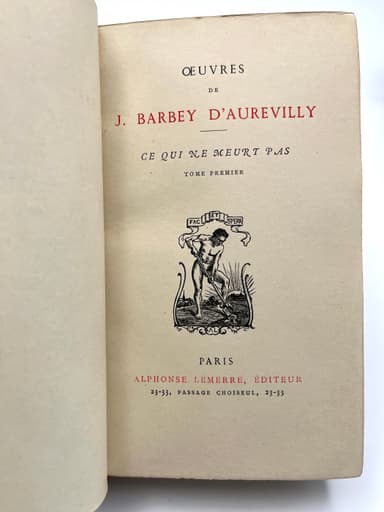 ŒUVRES
DE
J. BARBEY D'AUREVILLY
CE QUI NE MEURT PAS
TOME PREMIER
FAC ET SPERA
PARIS
ALPHONSE LEMERRE, ÉDITEUR
23-33, PASSAGE CHOISEUL, 23-33